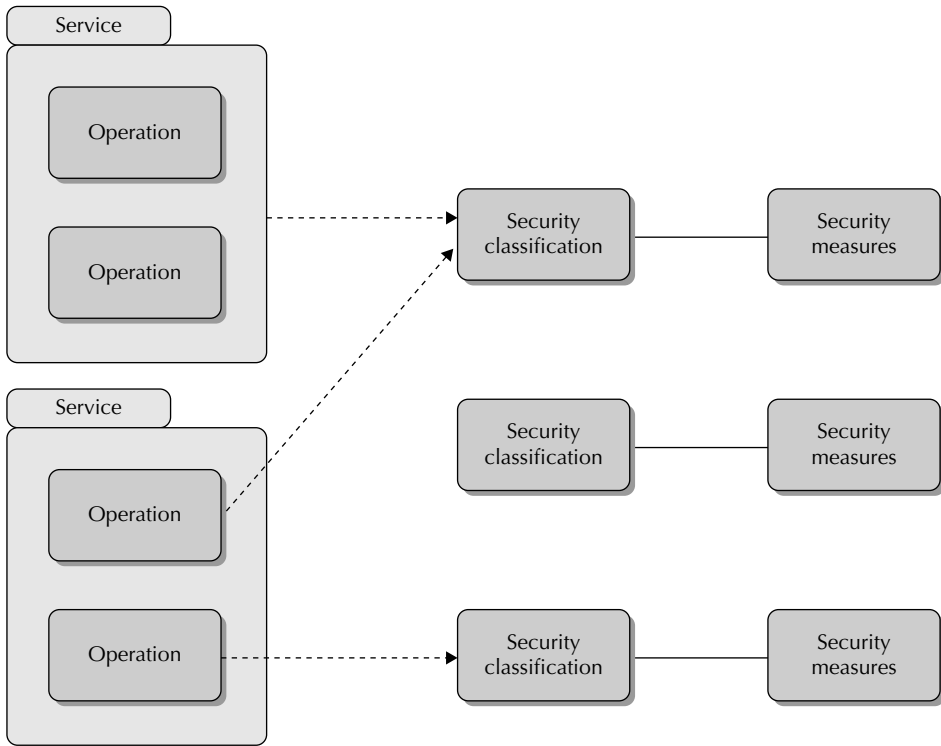 Service
Operation
Operation
Security
classification
Security
measures
Service
Operation
Operation
Security
classification
Security
measures
Security
classification
Security
measures